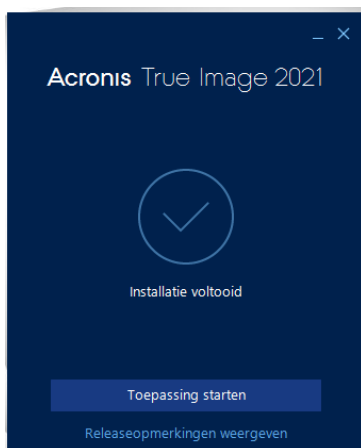 Acronis True Image 2021
Installatie voltooid
Toepassing starten
Releaseopmerkingen weergeven